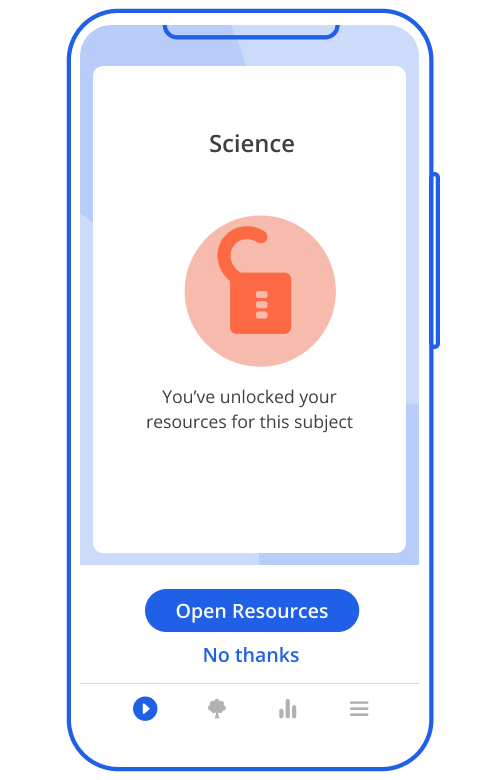 Science
You’ve unlocked your
resources for this subject
Open Resources
No thanks